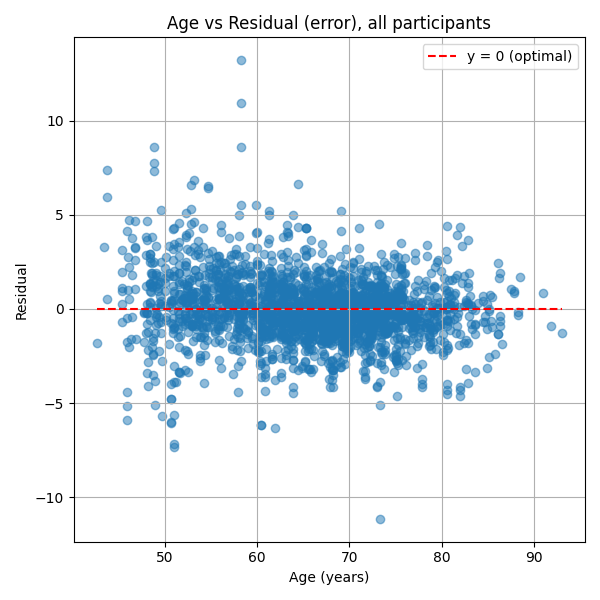 Age vs Residual (error), all participants
y = 0 (optimal)
10
5
0
−5
−10
Residual
50 60 70 80 90
Age (years)